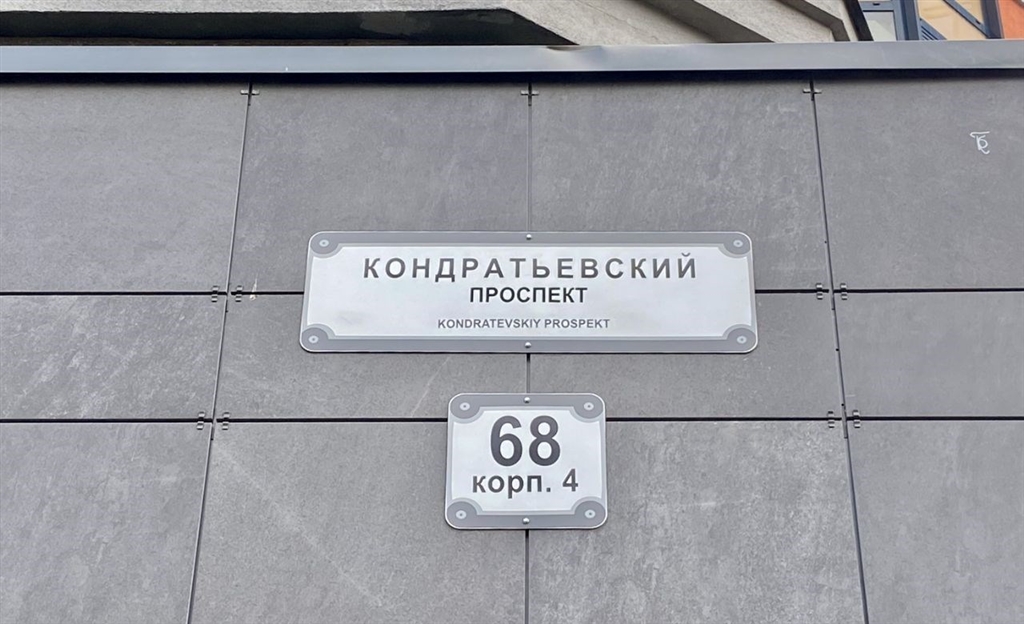 КОНДРАТЬЕВСКИЙ
ПРОСПЕКТ
KONDRATEVSKIY PROSPEKT
68
корп. 4